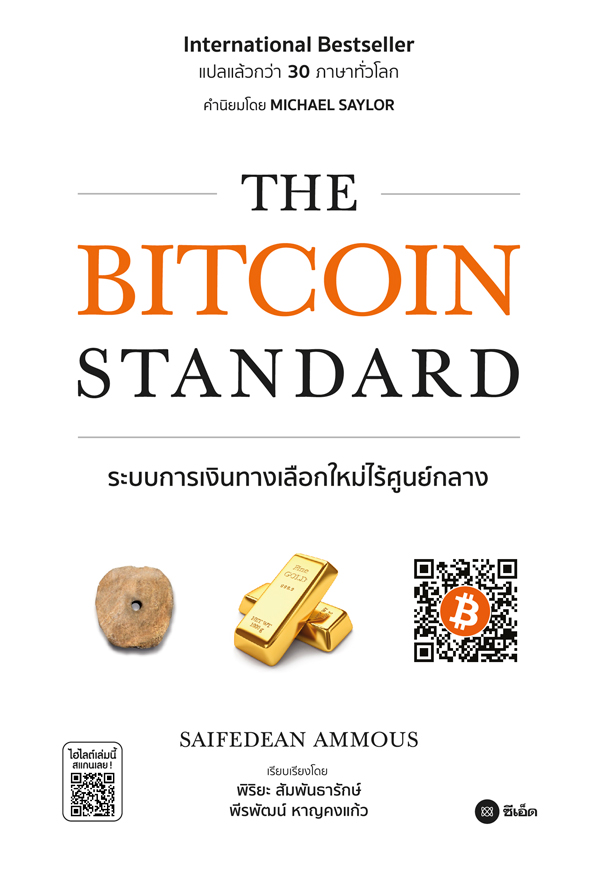 International Bestseller
แปลแล้วกว่า 30 ภาษาทั่วโลก
คำนิยมโดย MICHAEL SAYLOR
THE
BITCOIN
STANDARD
ระบบการเงินทางเลือกใหม่ไร้ศูนย์กลาง
Fine
GOLD
999.9
SAIFEDEAN AMMOUS
เรียบเรียงโดย
พิริยะ สัมพันธารักษ์
พีรพัฒน์ หาญคงแก้ว
ไฮไลต์เล่มนี้
สแกนเลย!
ซีเอ็ด